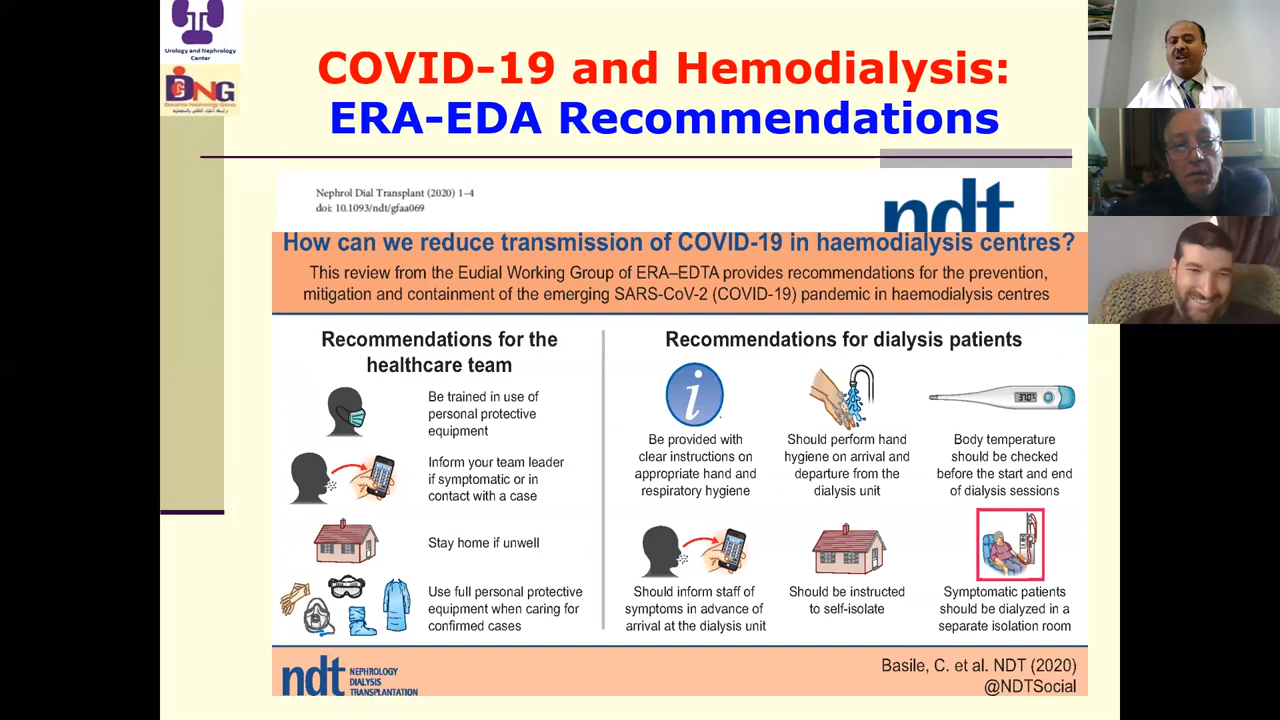 Urology and Nephrology
Center
DNG
COVID-19 and Hemodialysis:
ERA-EDA Recommendations
Nephrol Dial Transplant (2020) 1–4
doi: 10.1093/ndt/gfaa069
ndt
How can we reduce transmission of COVID-19 in haemodialysis centres?
This review from the Eudial Working Group of ERA–EDTA provides recommendations for the prevention,
mitigation and containment of the emerging SARS-CoV-2 (COVID-19) pandemic in haemodialysis centres
Recommendations for the
healthcare team
Be trained in use of
personal protective
equipment
Inform your team leader
if symptomatic or in
contact with a case
Stay home if unwell
Use full personal protective
equipment when caring for
confirmed cases
Recommendations for dialysis patients
i
Be provided with
clear instructions on
appropriate hand and
respiratory hygiene
Should perform hand
hygiene on arrival and
departure from the
dialysis unit
Body temperature
should be checked
before the start and end
of dialysis sessions
Should inform staff of
symptoms in advance of
arrival at the dialysis unit
Should be instructed
to self-isolate
Symptomatic patients
should be dialyzed in a
separate isolation room
ndt
NEPHROLOGY
DIALYSIS
TRANSPLANTATION
Basile, C. et al. NDT (2020)
@NDTSocial